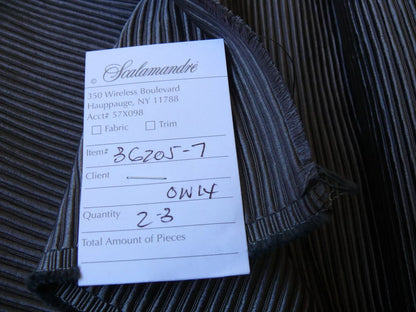 © Scalamandré
350 Wireless Boulevard
Hauppauge, NY 11788
Acct# 57X098
Fabric Trim
Item# 36205-7
Client —
OW14
Quantity 2-3
Total Amount of Pieces